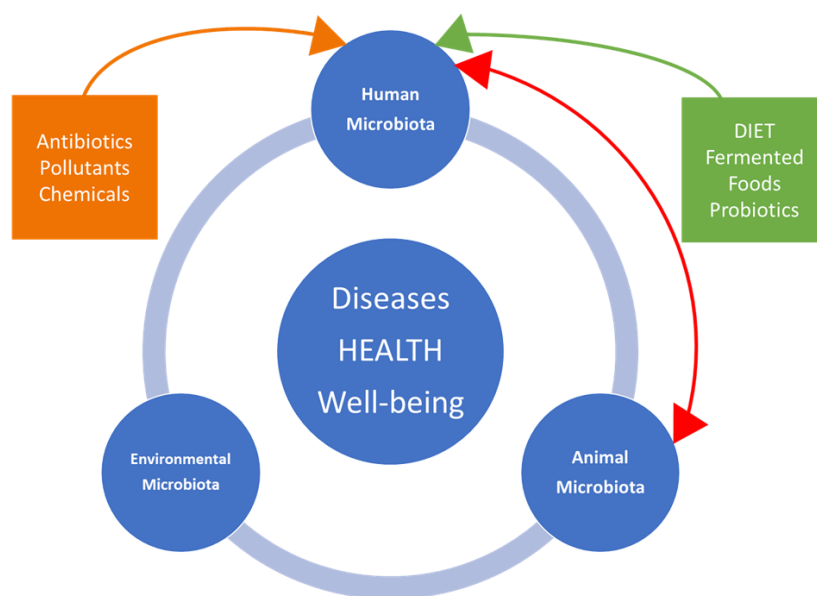 Human
Microbiota
Antibiotics
Pollutants
Chemicals
DIET
Fermented
Foods
Probiotics
Diseases
HEALTH
Well-being
Environmental
Microbiota
Animal
Microbiota